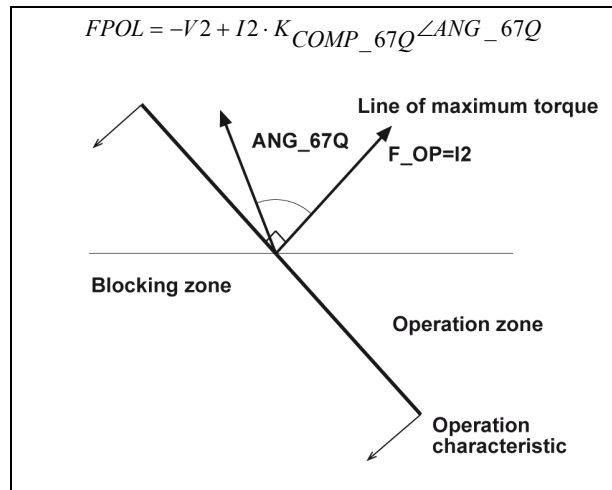 FPOL = −V2 + I2 · K_COMP_67Q∠ANG_67Q
Line of maximum torque
ANG_67Q
F_OP=I2
Blocking zone
Operation zone
Operation
characteristic